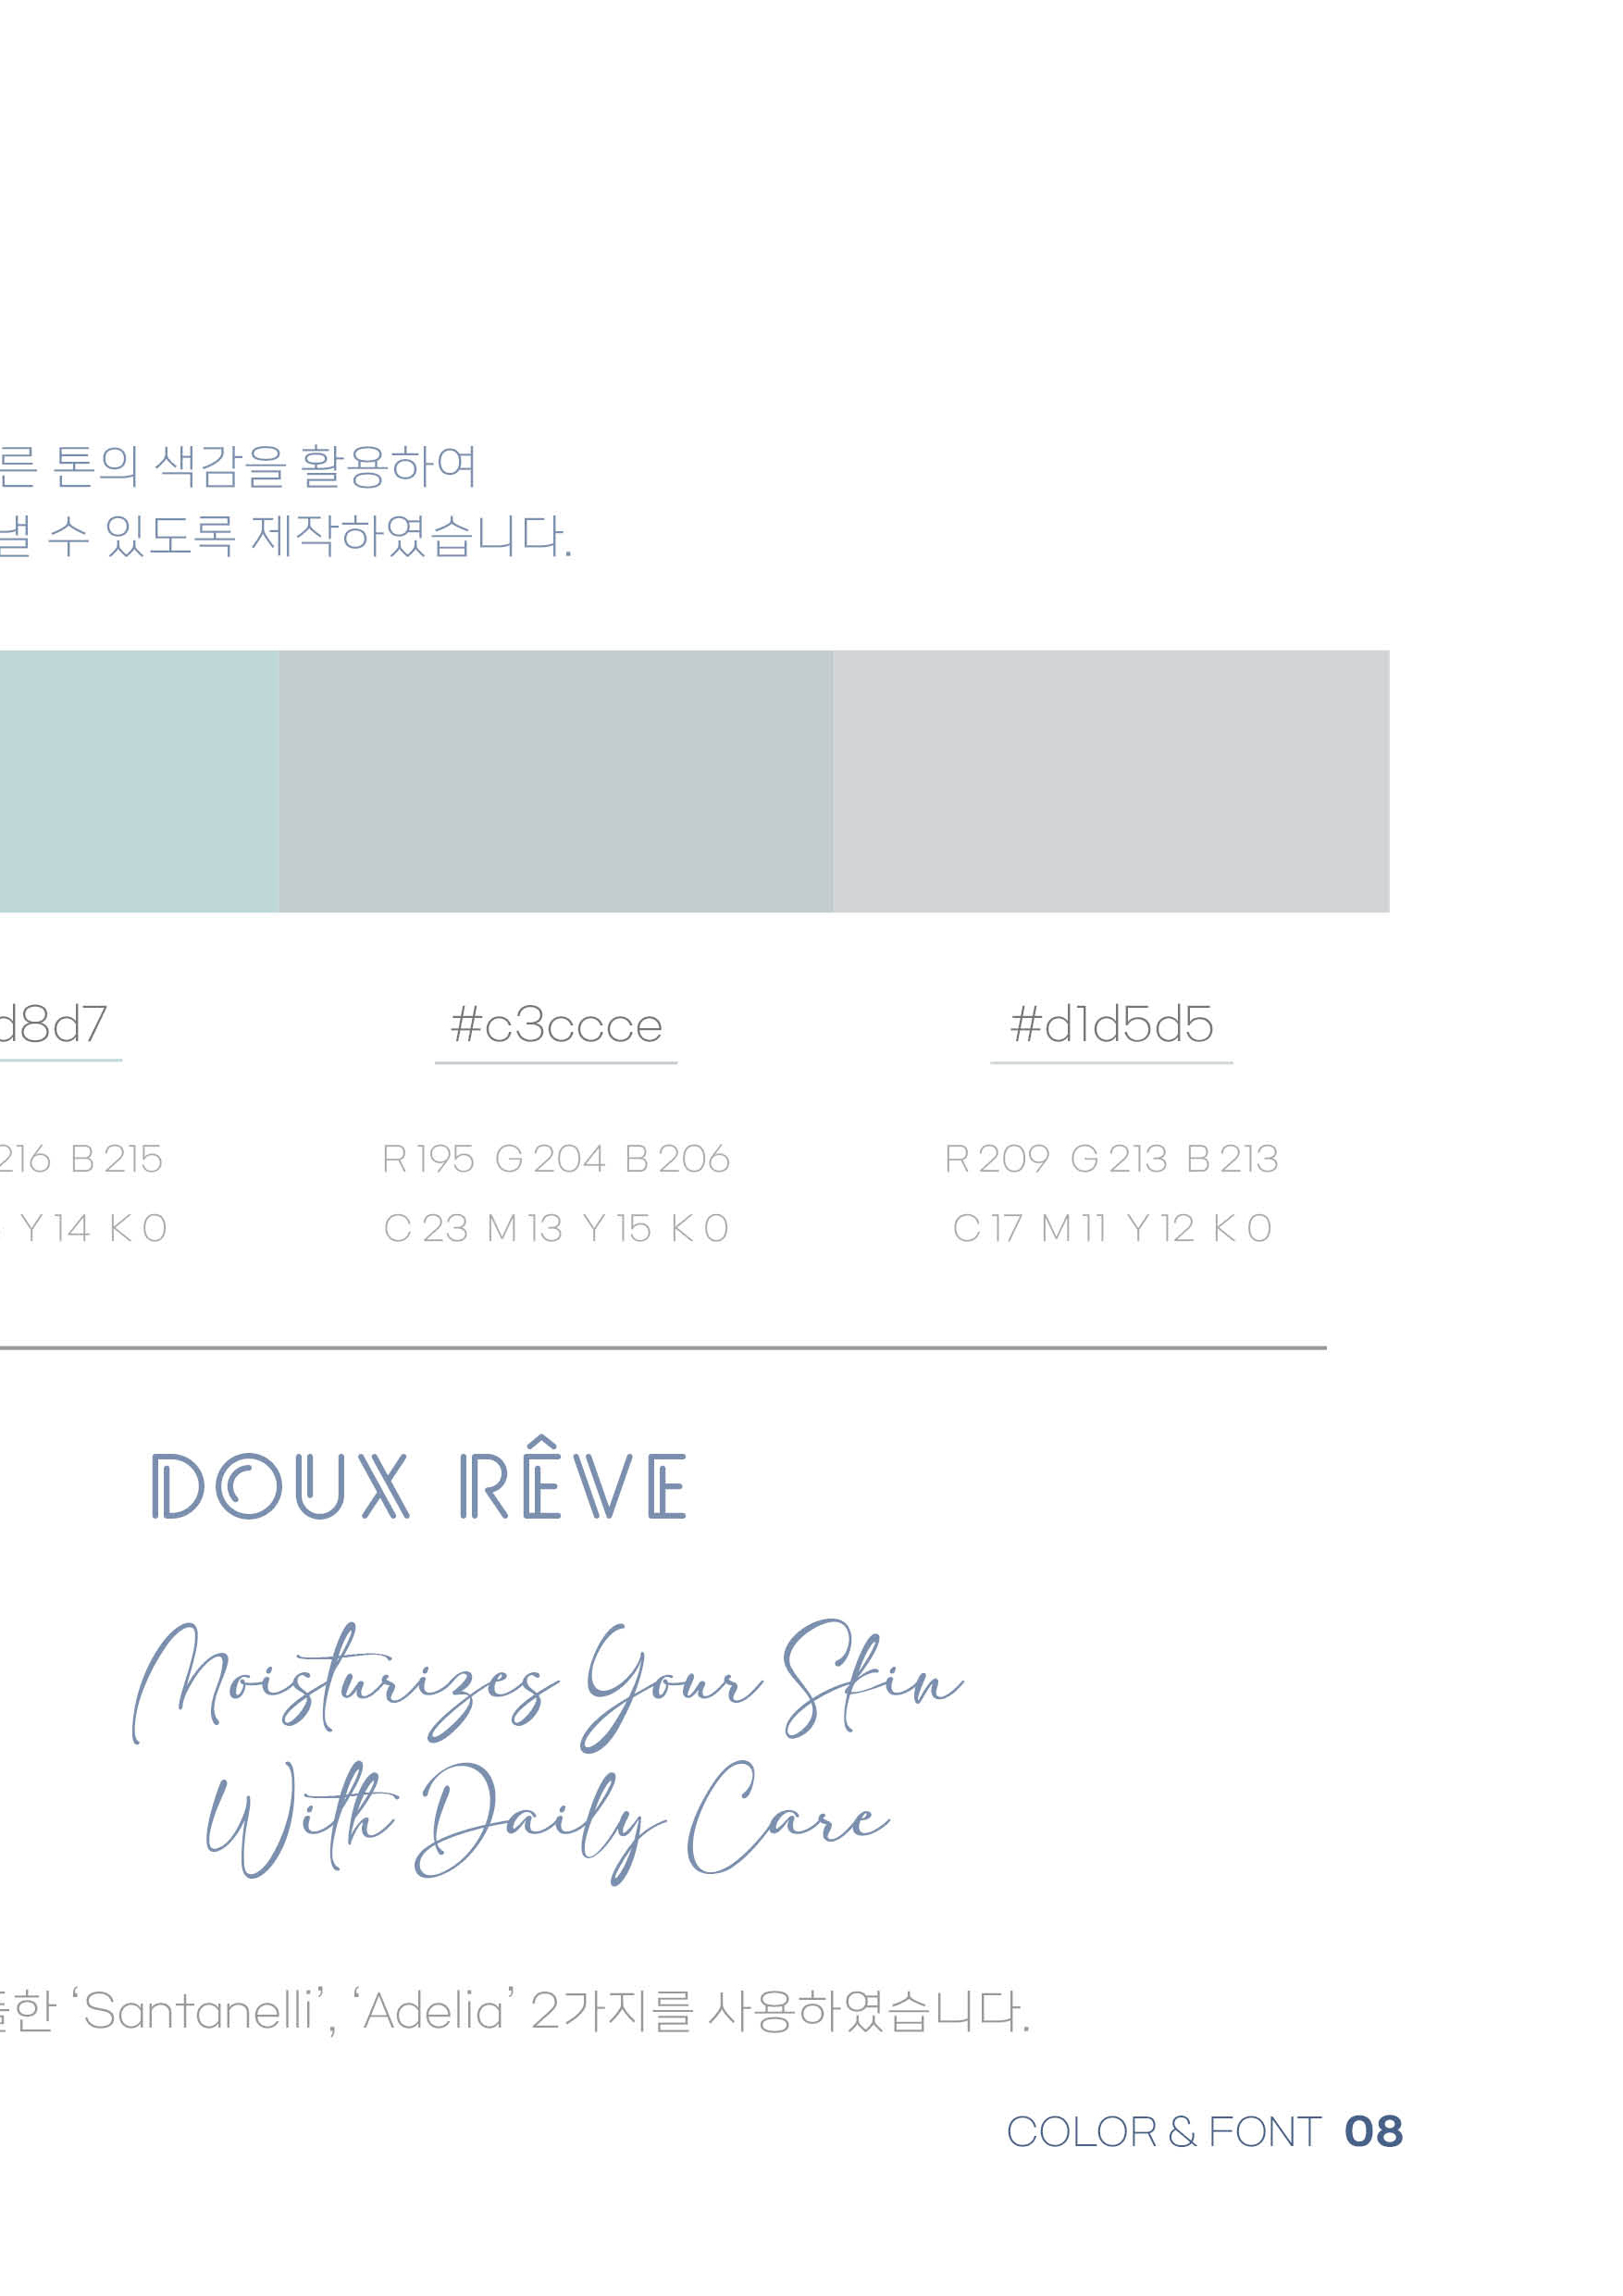 톤의 색감을 활용하여
수 있도록 제작하였습니다.
d8d7 #c3ccce #d1d5d5
216 B 215 R 195 G 204 B 206 R 209 G 213 B 213
Y 14 K 0 C 23 M 13 Y 15 K 0 C 17 M 11 Y 12 K 0
DOUX RÊVE
Moisturizes Your Skin
With Daily Care
‘Santanelli’, ‘Adelia’ 2가지를 사용하였습니다.
COLOR & FONT 08